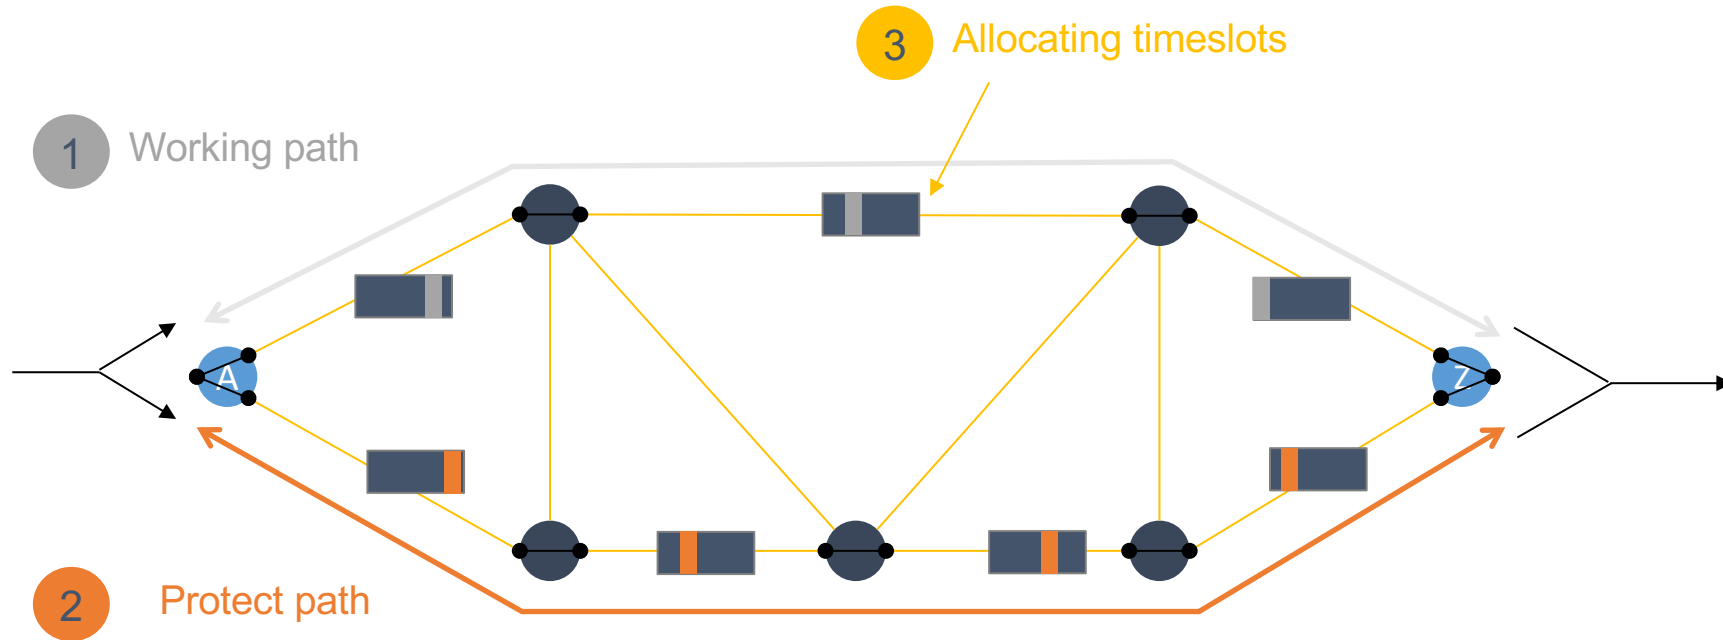 3 Allocating timeslots
1 Working path
A
Z
2 Protect path